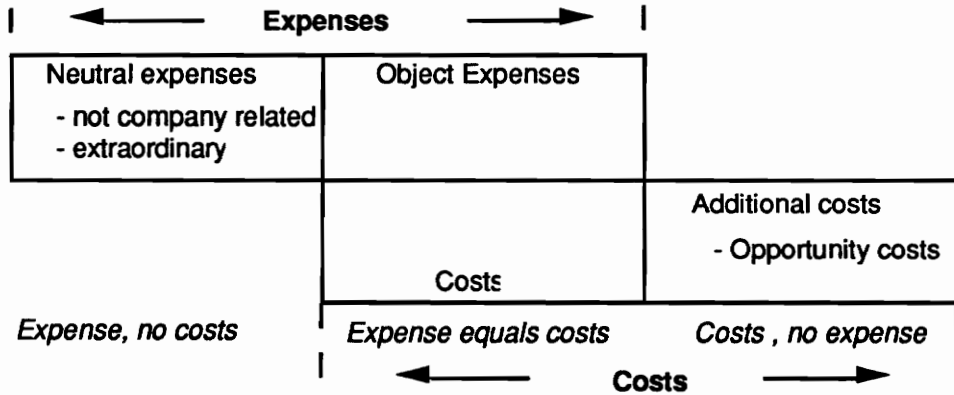 Expenses
Neutral expenses
- not company related
- extraordinary
Object Expenses
Additional costs
- Opportunity costs
Costs
Expense, no costs
Expense equals costs
Costs , no expense
Costs